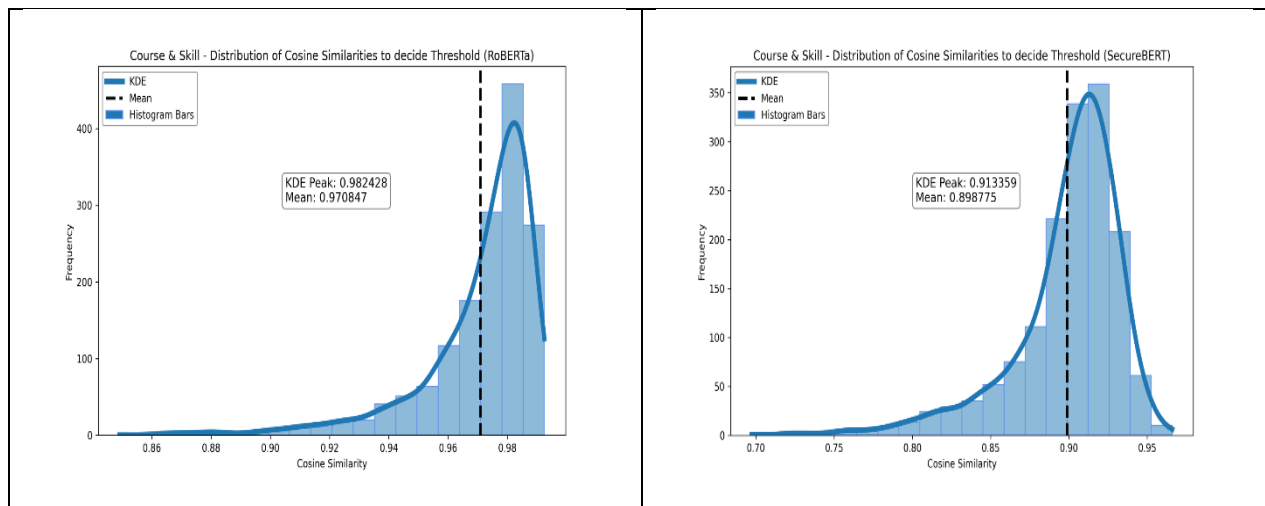 Course & Skill - Distribution of Cosine Similarities to decide Threshold (RoBERTa)
KDE
Mean
Histogram Bars
KDE Peak: 0.982428
Mean: 0.970847
Frequency
400
300
200
100
0
0.86 0.88 0.90 0.92 0.94 0.96 0.98
Cosine Similarity
Course & Skill - Distribution of Cosine Similarities to decide Threshold (SecureBERT)
KDE
Mean
Histogram Bars
KDE Peak: 0.913359
Mean: 0.898775
Frequency
350
300
250
200
150
100
50
0
0.70 0.75 0.80 0.85 0.90 0.95
Cosine Similarity